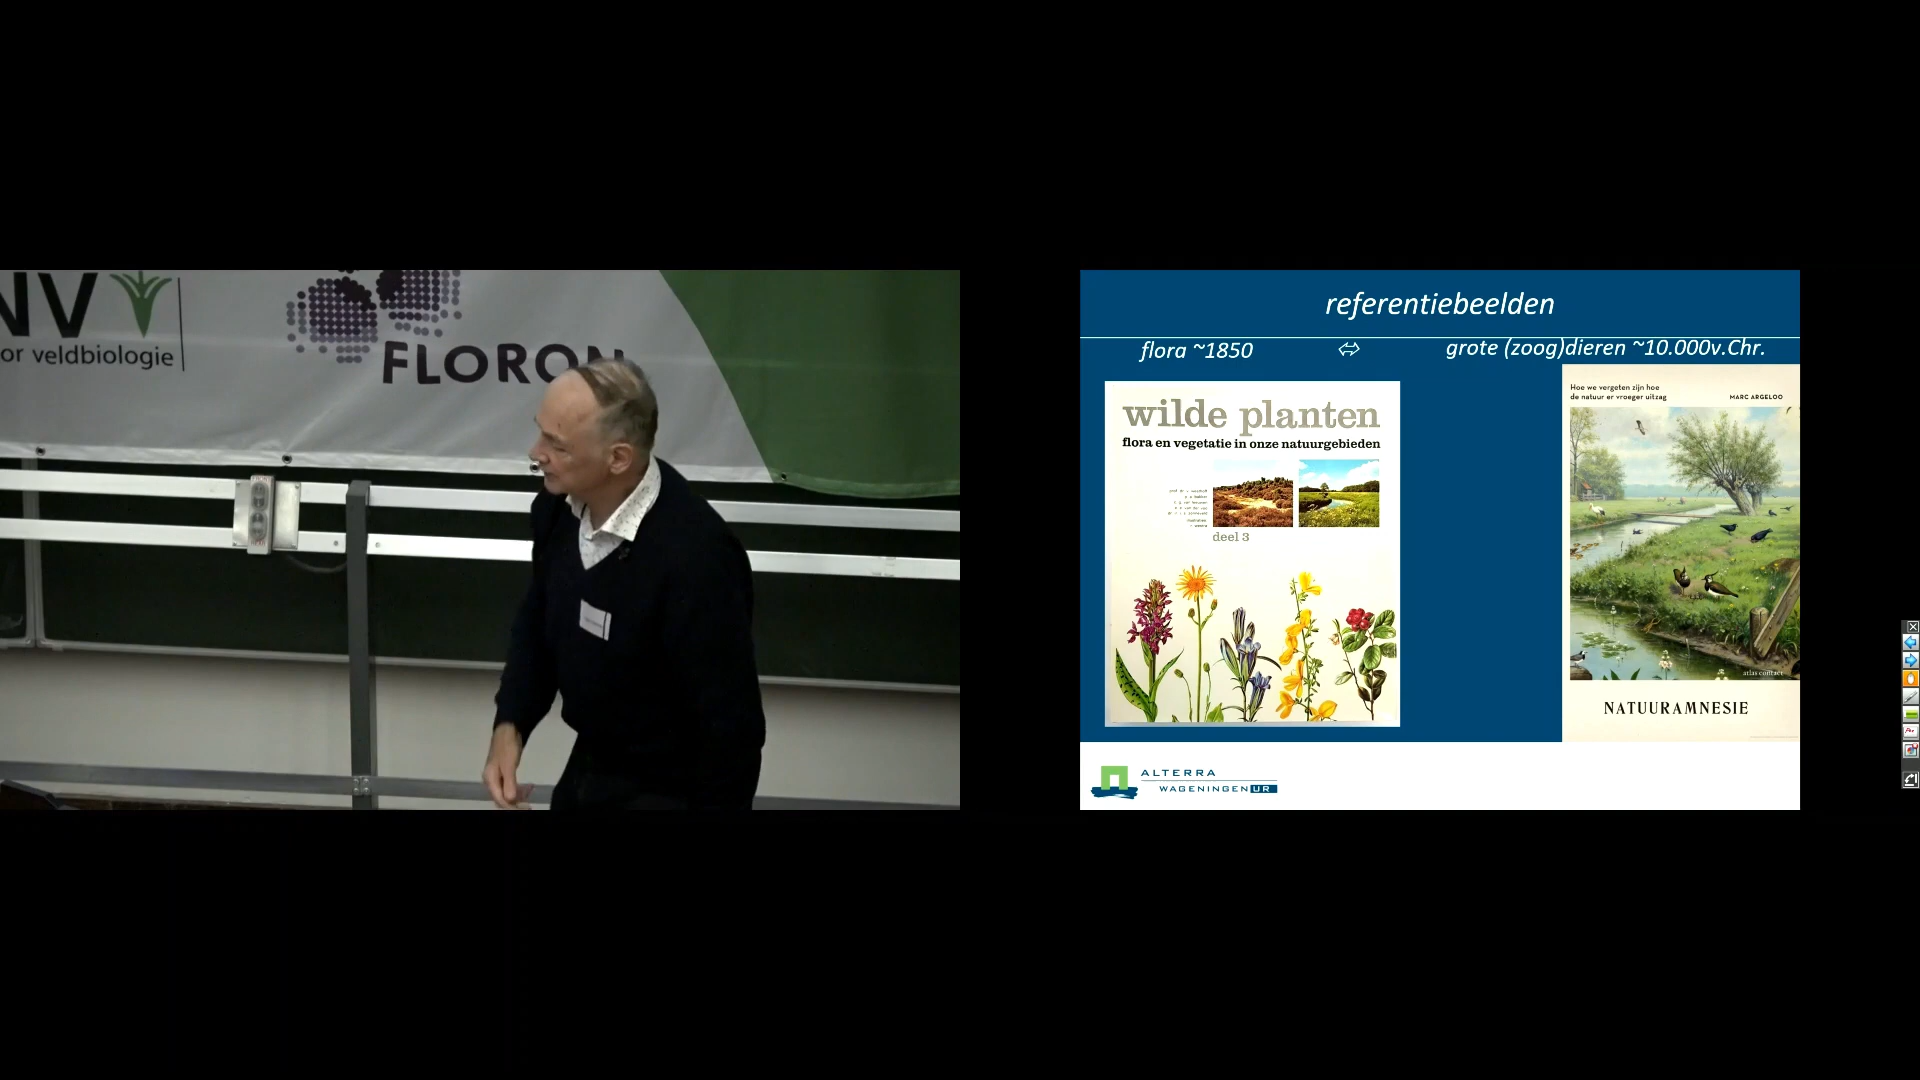 NV
or veldbiologie
FLORON
referentiebeelden
flora ~1850
⬄
grote (zoog)dieren ~10.000v.Chr.
wilde planten
flora en vegetatie in onze natuurgebieden
deel 3
Hoe we vergeten zijn hoe
de natuur er vroeger uitzag
MARC ARGELOO
atlas contact
NATUURAMNESIE
ALTERRA
WAGENINGEN UR